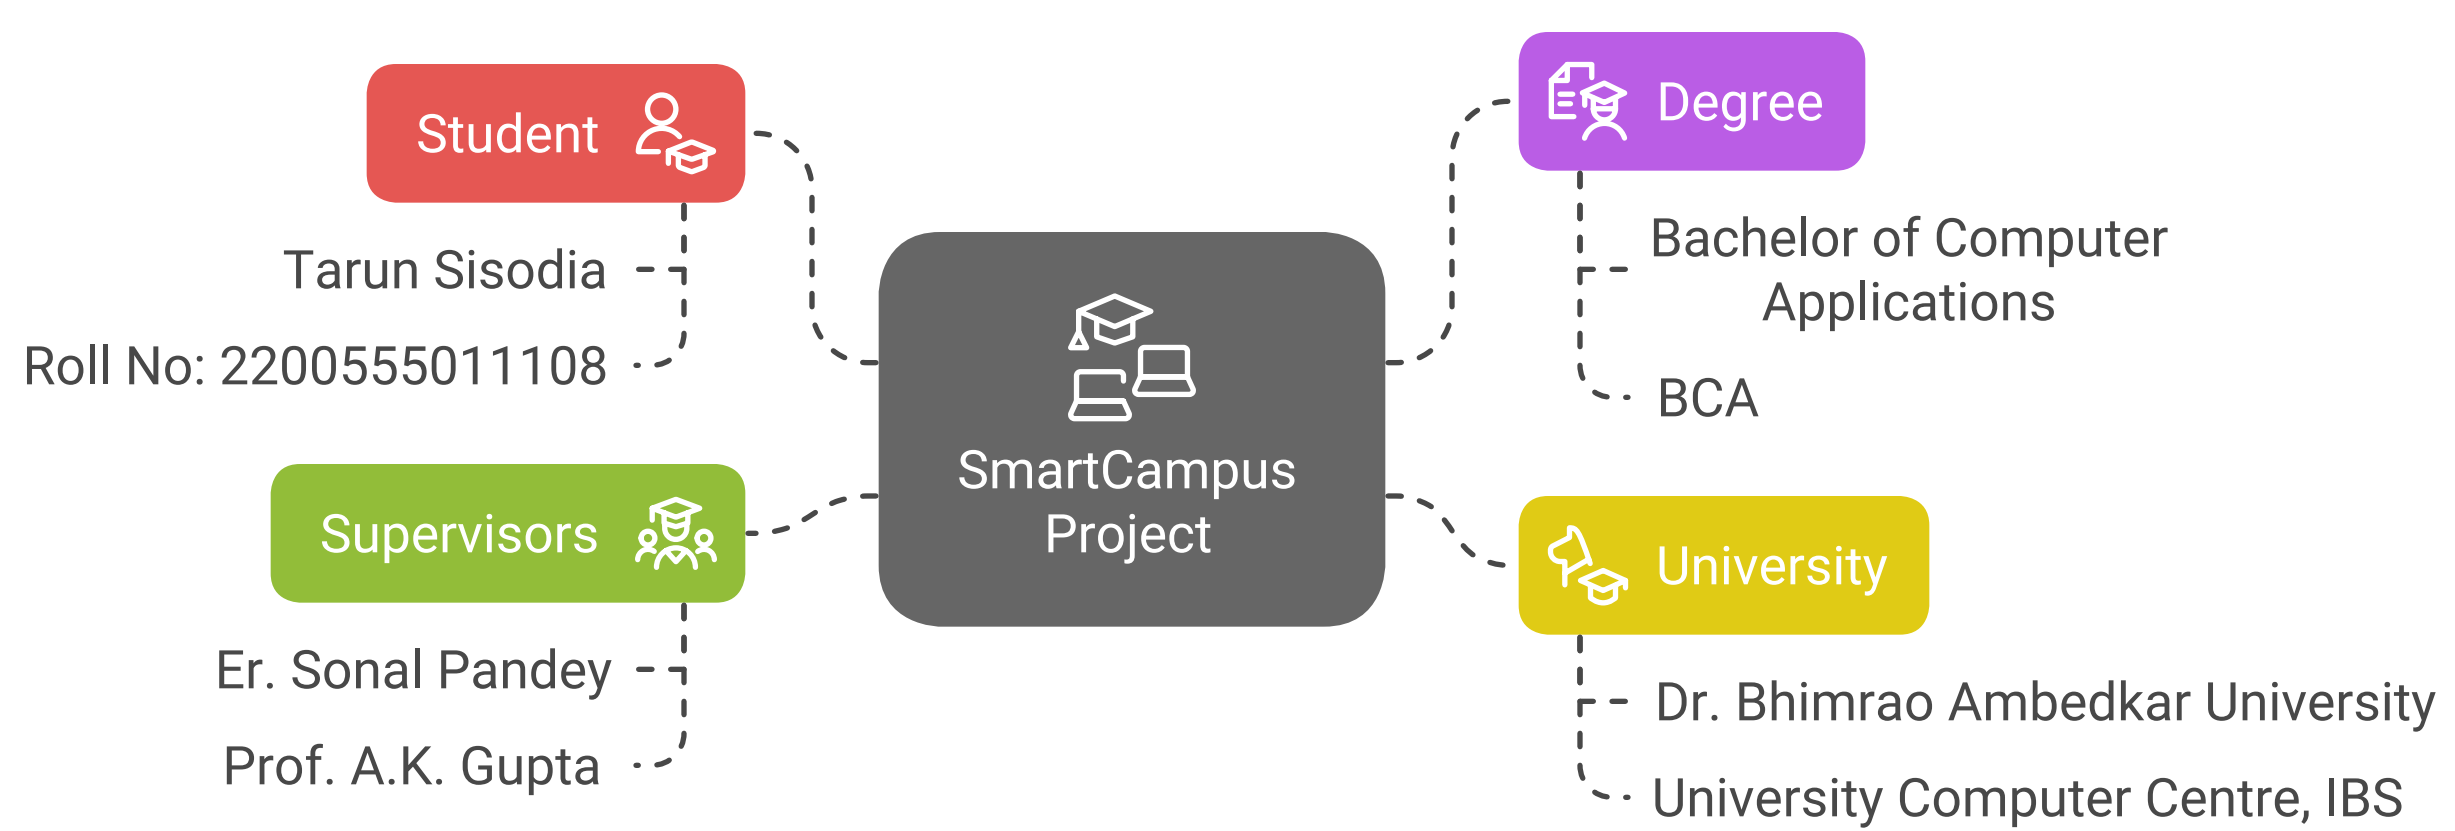 Student
Tarun Sisodia
Roll No: 2200555011108
Supervisors
Er. Sonal Pandey
Prof. A.K. Gupta
SmartCampus
Project
Degree
Bachelor of Computer
Applications
BCA
University
Dr. Bhimrao Ambedkar University
University Computer Centre, IBS